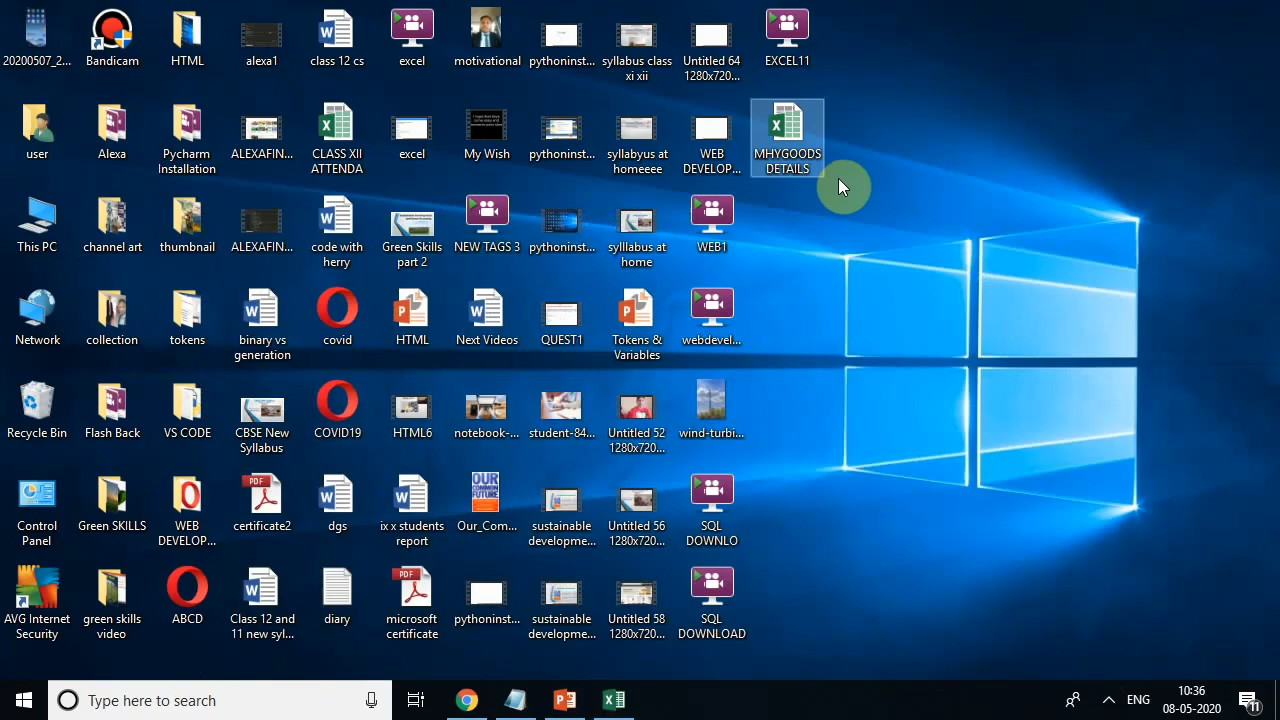 20200507_2...
Bandicam
HTML
alexa1
class 12 cs
excel
motivational
pythoninst...
syllabus class
xi xii
Untitled 64
1280x720...
EXCEL11
user
Alexa
Pycharm
Installation
ALEXAFIN...
CLASS XII
ATTENDA
excel
My Wish
pythoninst...
syllabyus at
homeeee
WEB
DEVELOP...
MHYGOODS
DETAILS
This PC
channel art
thumbnail
ALEXAFIN...
code with
herry
Green Skills
part 2
NEW TAGS 3
pythoninst...
sylllabus at
home
WEB1
Network
collection
tokens
binary vs
generation
covid
HTML
Next Videos
QUEST1
Tokens &
Variables
webdevel...
Recycle Bin
Flash Back
VS CODE
CBSE New
Syllabus
COVID19
HTML6
notebook-...
student-84...
Untitled 52
1280x720...
wind-turbi...
Control
Panel
Green SKILLS
WEB
DEVELOP...
PDF
certificate2
dgs
ix x students
report
OUR
COMMON
FUTURE
Our_Com...
sustainable
developme...
Untitled 56
1280x720...
SQL
DOWNLO
AVG Internet
Security
green skills
video
ABCD
Class 12 and
11 new syl...
diary
PDF
microsoft
certificate
pythoninst...
sustainable
developme...
Untitled 58
1280x720...
SQL
DOWNLOAD
Type here to search
ENG
10:36
08-05-2020
11